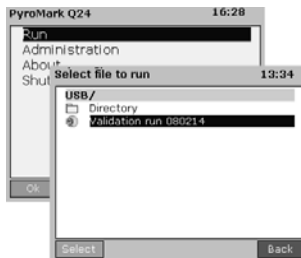 PyroMark Q24 16:28
Run
Administration
About
Shut
Ok
Select file to run 13:34
USB/
Directory
Validation run 080214
Select Back